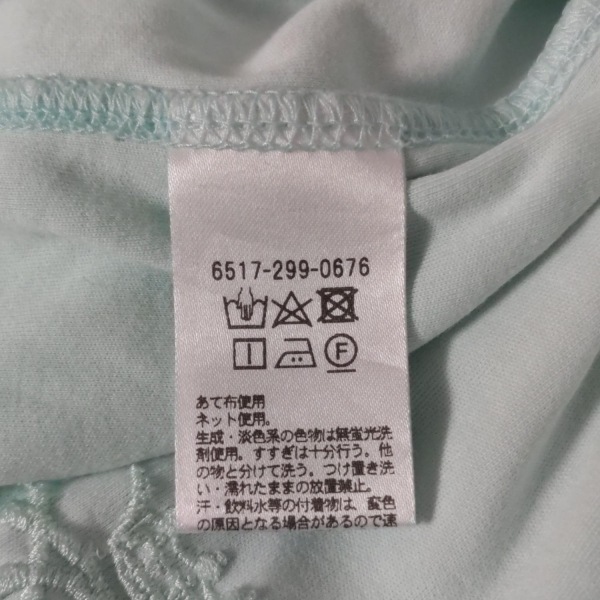 6517-299-0676
F
あて布使用
ネット使用。
生成・淡色系の色物は無蛍光洗
剤使用。すすぎは十分行う。他
の物と分けて洗う。つけ置き洗
い・濡れたままの放置禁止。
汗・飲料水等の付着物は、変色
の原因となる場合があるので速